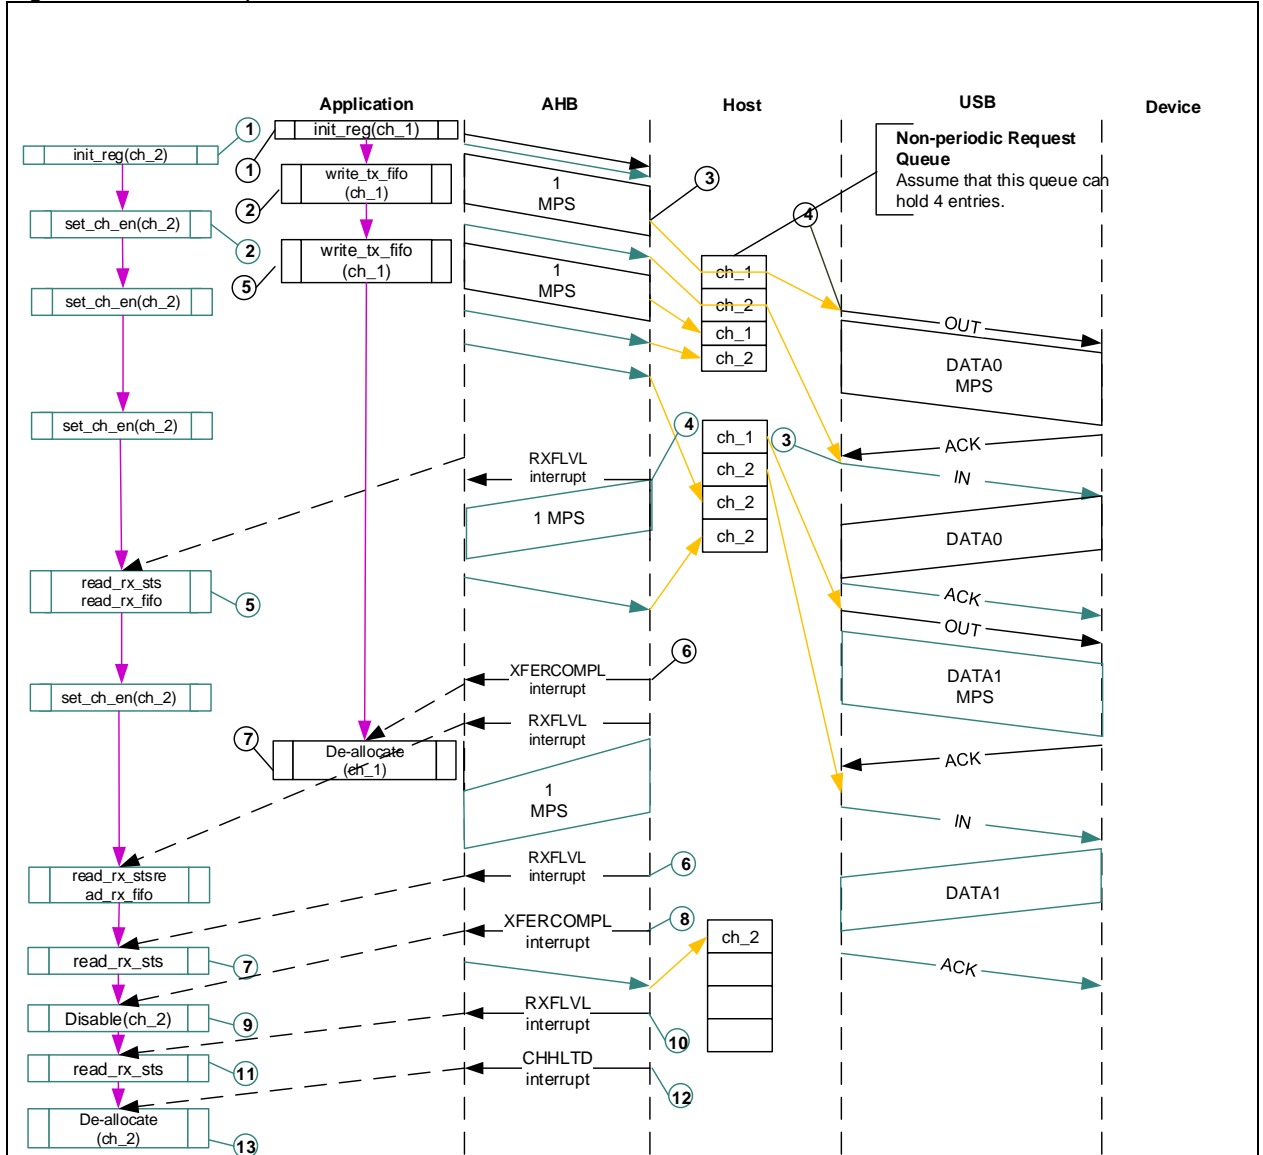 Application
AHB
Host
USB
Device
1
init_reg(ch_1)
init_reg(ch_2)
1
Non-periodic Request
Queue
Assume that this queue can
hold 4 entries.
write_tx_fifo
(ch_1)
1
MPS
3
2
4
set_ch_en(ch_2)
2
write_tx_fifo
(ch_1)
5
1
MPS
ch_1
ch_2
ch_1
ch_2
set_ch_en(ch_2)
OUT
DATA0
MPS
set_ch_en(ch_2)
4
ch_1
ch_2
ch_2
ch_2
3
ACK
IN
RXFLVL
interrupt
1 MPS
DATA0
read_rx_sts
read_rx_fifo
5
ACK
OUT
6
XFERCOMPL
interrupt
set_ch_en(ch_2)
DATA1
MPS
RXFLVL
interrupt
7
De-allocate
(ch_1)
ACK
1
MPS
IN
RXFLVL
interrupt
6
read_rx_stsre
ad_rx_fifo
DATA1
XFERCOMPL
interrupt
8
ch_2
read_rx_sts
7
ACK
RXFLVL
interrupt
Disable(ch_2)
9
10
CHHLTD
interrupt
read_rx_sts
11
12
De-allocate
(ch_2)
13